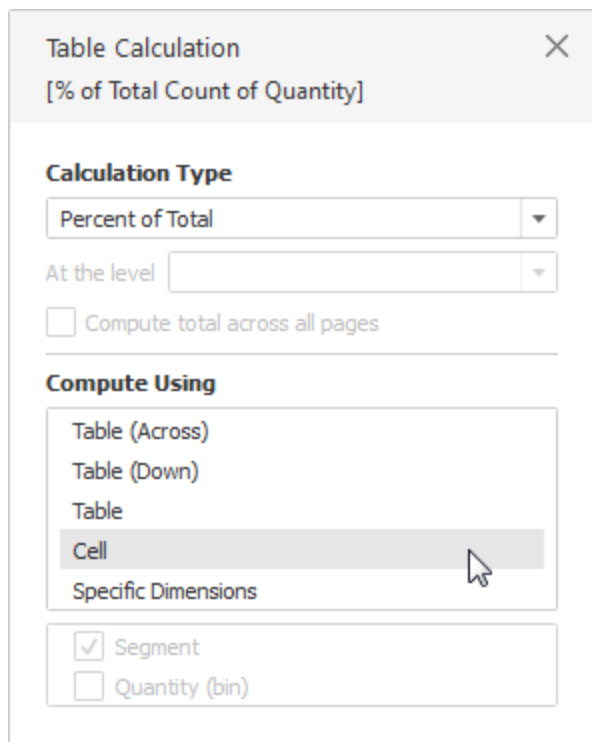 Table Calculation
[% of Total Count of Quantity]
Calculation Type
Percent of Total
At the level
Compute total across all pages
Compute Using
Table (Across)
Table (Down)
Table
Cell
Specific Dimensions
Segment
Quantity (bin)